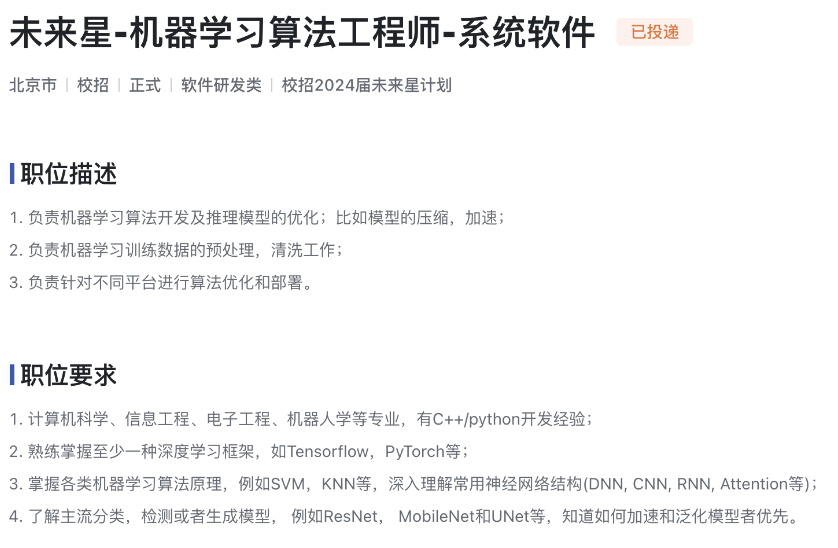 未来星-机器学习算法工程师-系统软件 已投递
北京市 | 校招 | 正式 | 软件研发类 | 校招2024届未来星计划
职位描述
1. 负责机器学习算法开发及推理模型的优化；比如模型的压缩，加速；
2. 负责机器学习训练数据的预处理，清洗工作；
3. 负责针对不同平台进行算法优化和部署。
职位要求
1. 计算机科学、信息工程、电子工程、机器人学等专业，有C++/python开发经验；
2. 熟练掌握至少一种深度学习框架，如Tensorflow，PyTorch等；
3. 掌握各类机器学习算法原理，例如SVM，KNN等，深入理解常用神经网络结构(DNN, CNN, RNN, Attention等)；
4. 了解主流分类，检测或者生成模型， 例如ResNet， MobileNet和UNet等，知道如何加速和泛化模型者优先。